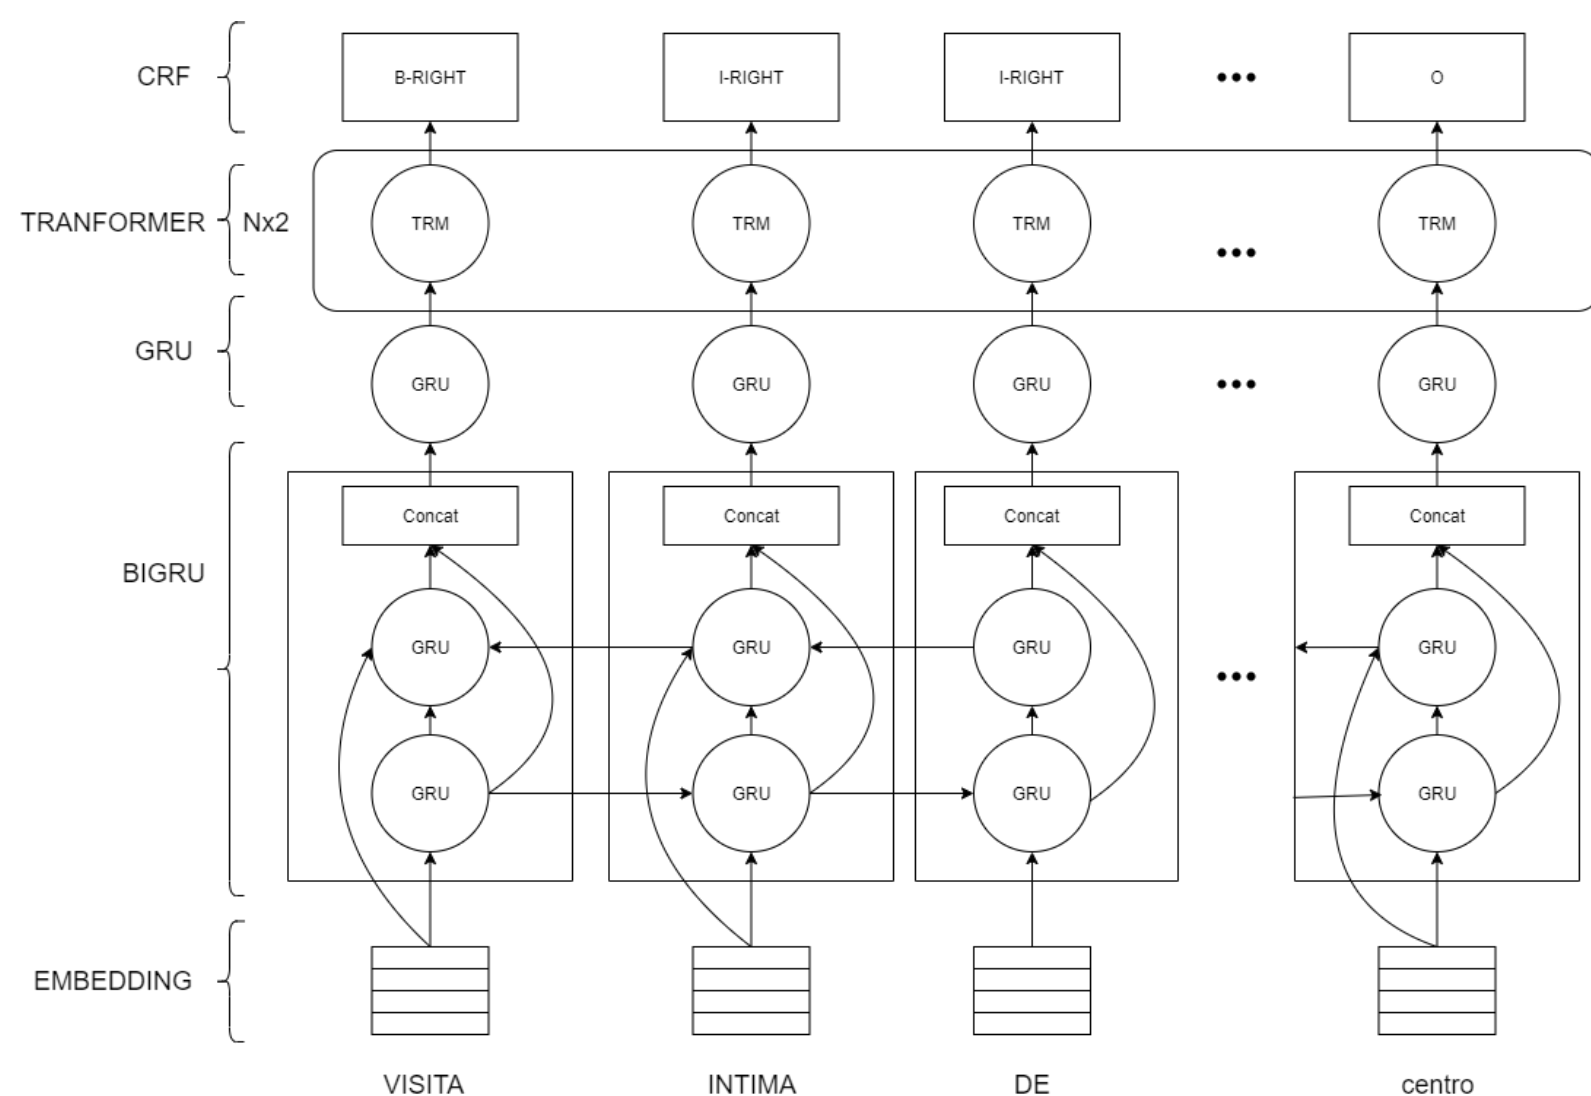 CRF
B-RIGHT
I-RIGHT
I-RIGHT
O
TRANFORMER
Nx2
TRM
TRM
TRM
TRM
GRU
GRU
GRU
GRU
GRU
BIGRU
Concat
Concat
Concat
Concat
GRU
GRU
GRU
GRU
GRU
GRU
GRU
GRU
EMBEDDING
VISITA
INTIMA
DE
centro